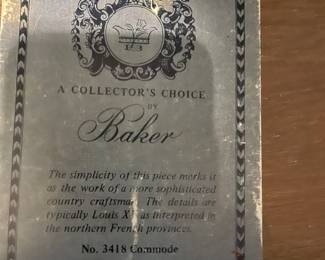 A COLLECTOR'S CHOICE
BY
Baker
The simplicity of this piece marks it
as the work of a more sophisticated
country craftsman. The details are
typically Louis XV as interpreted in
the northern French provinces.
No. 3418 Commode